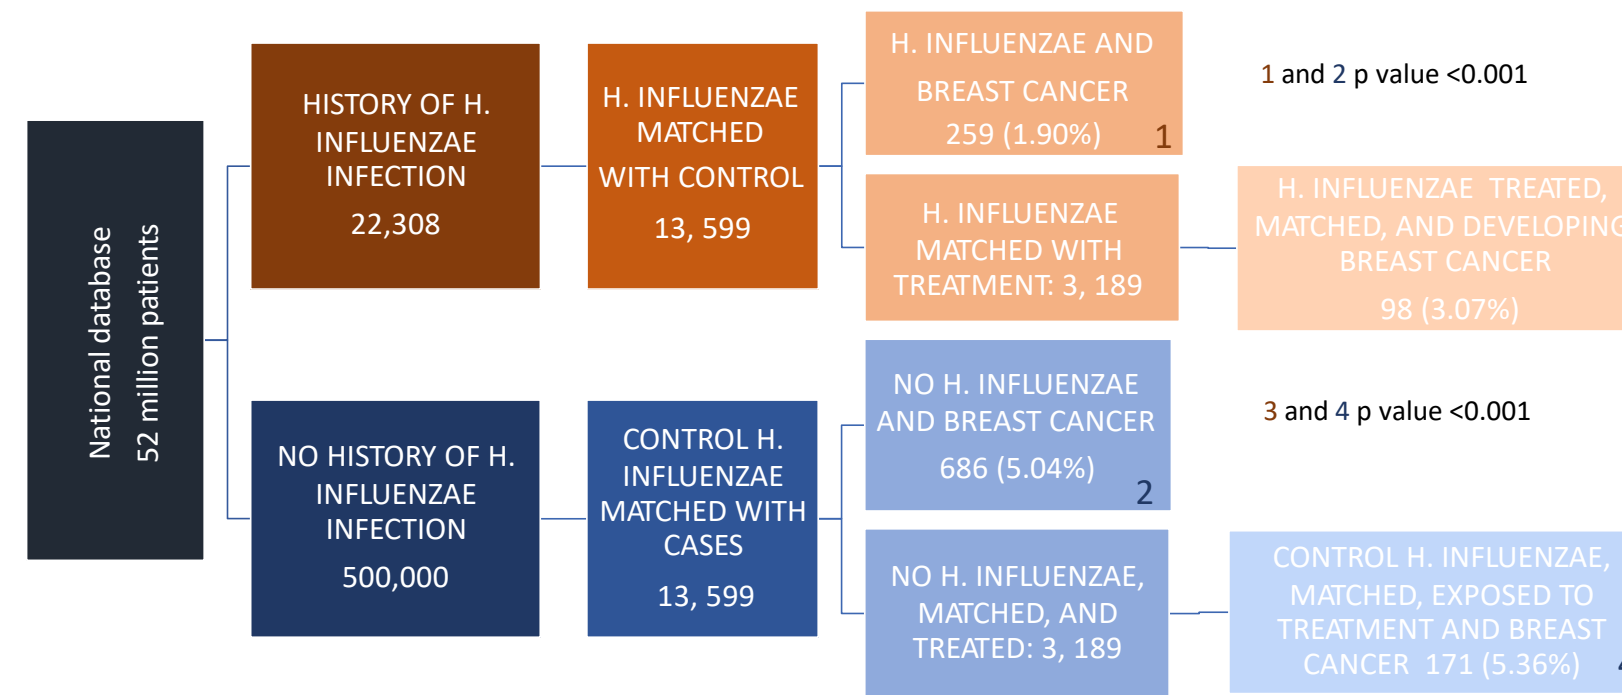 National database
52 million patients
HISTORY OF H.
INFLUENZAE
INFECTION
22,308
H. INFLUENZAE
MATCHED
WITH CONTROL
13, 599
H. INFLUENZAE AND
BREAST CANCER
259 (1.90%)
1
1 and 2 p value <0.001
H. INFLUENZAE
MATCHED WITH
TREATMENT: 3, 189
H. INFLUENZAE TREATED,
MATCHED, AND DEVELOPING
BREAST CANCER
98 (3.07%)
NO HISTORY OF H.
INFLUENZAE
INFECTION
500,000
CONTROL H.
INFLUENZAE
MATCHED WITH
CASES
13, 599
NO H. INFLUENZAE
AND BREAST CANCER
686 (5.04%)
2
3 and 4 p value <0.001
NO H. INFLUENZAE,
MATCHED, AND
TREATED: 3, 189
CONTROL H. INFLUENZAE,
MATCHED, EXPOSED TO
TREATMENT AND BREAST
CANCER 171 (5.36%)